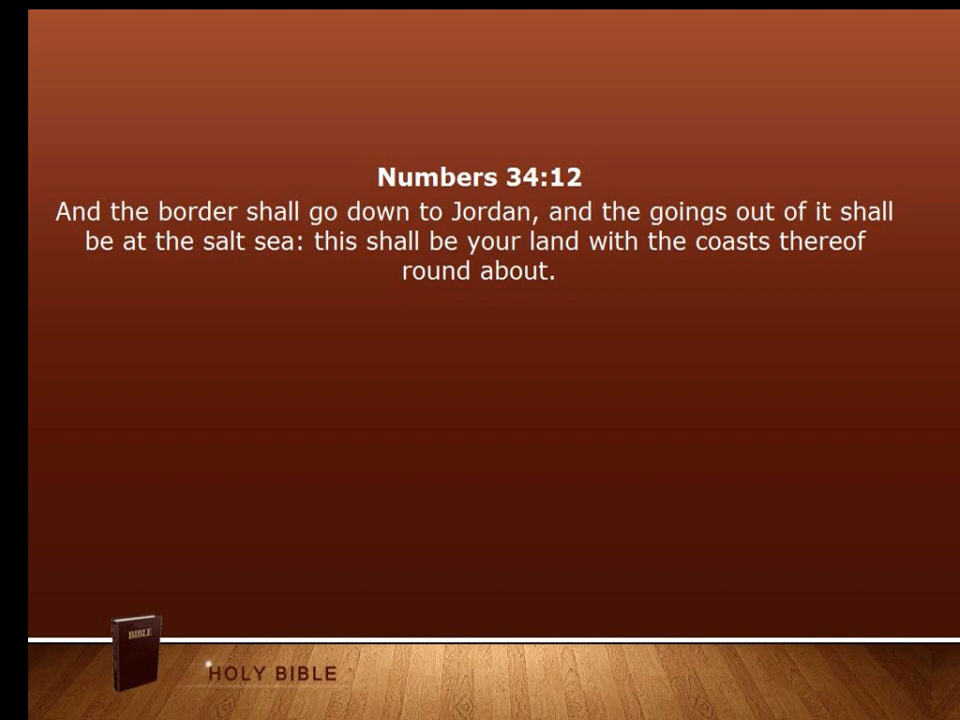 Numbers 34:12
And the border shall go down to Jordan, and the goings out of it shall
be at the salt sea: this shall be your land with the coasts thereof
round about.
BIBLE
HOLY BIBLE